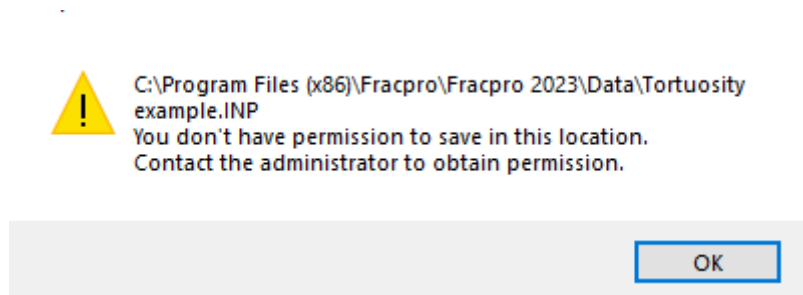 C:\Program Files (x86)\Fracpro\Fracpro 2023\Data\Tortuosity
example.INP
You don't have permission to save in this location.
Contact the administrator to obtain permission.
OK